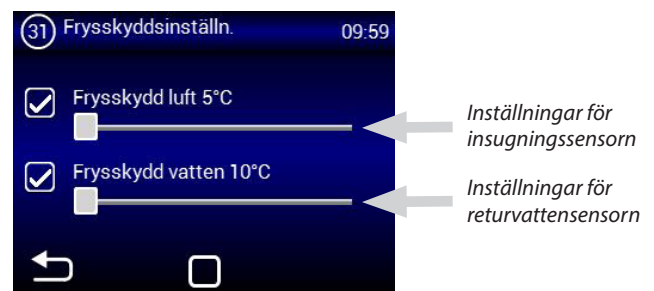 31 Frysskyddsinställn. 09:59
Frysskydd luft 5°C
Inställningar för
insugningssensorn
Frysskydd vatten 10°C
Inställningar för
returvattensensorn